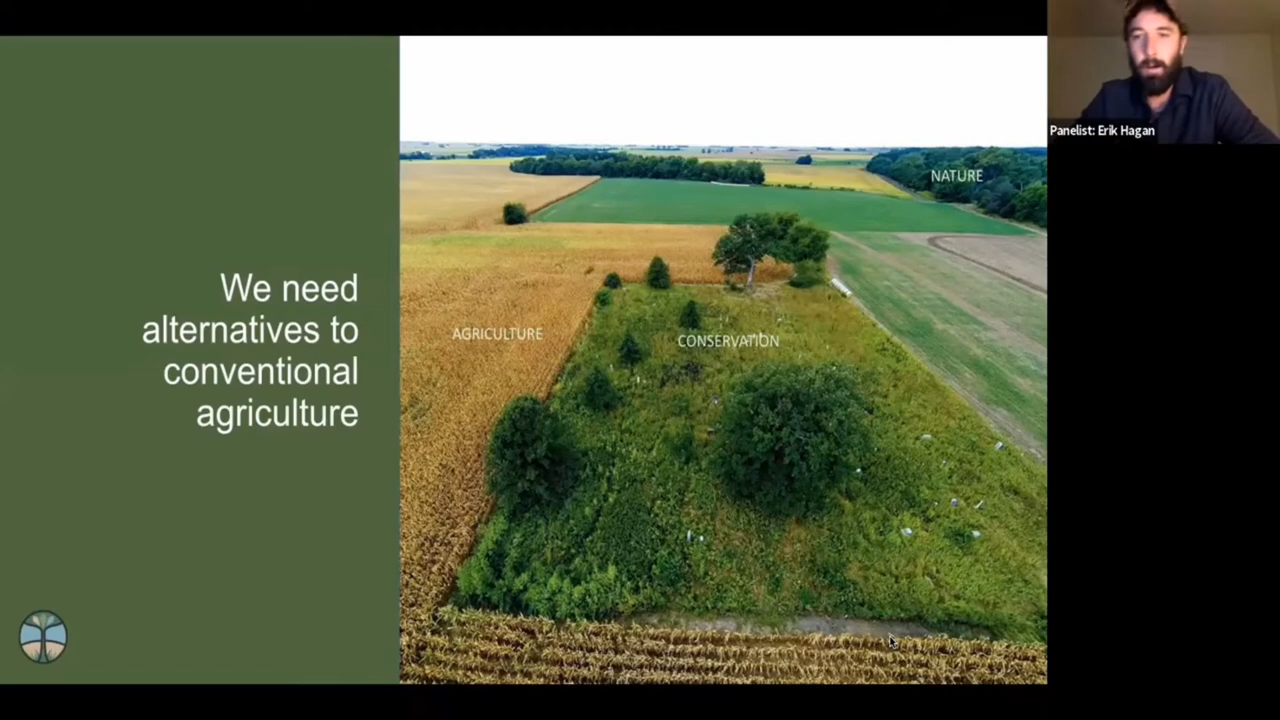 We need
alternatives to
conventional
agriculture
NATURE
AGRICULTURE
CONSERVATION
Panelist: Erik Hagan